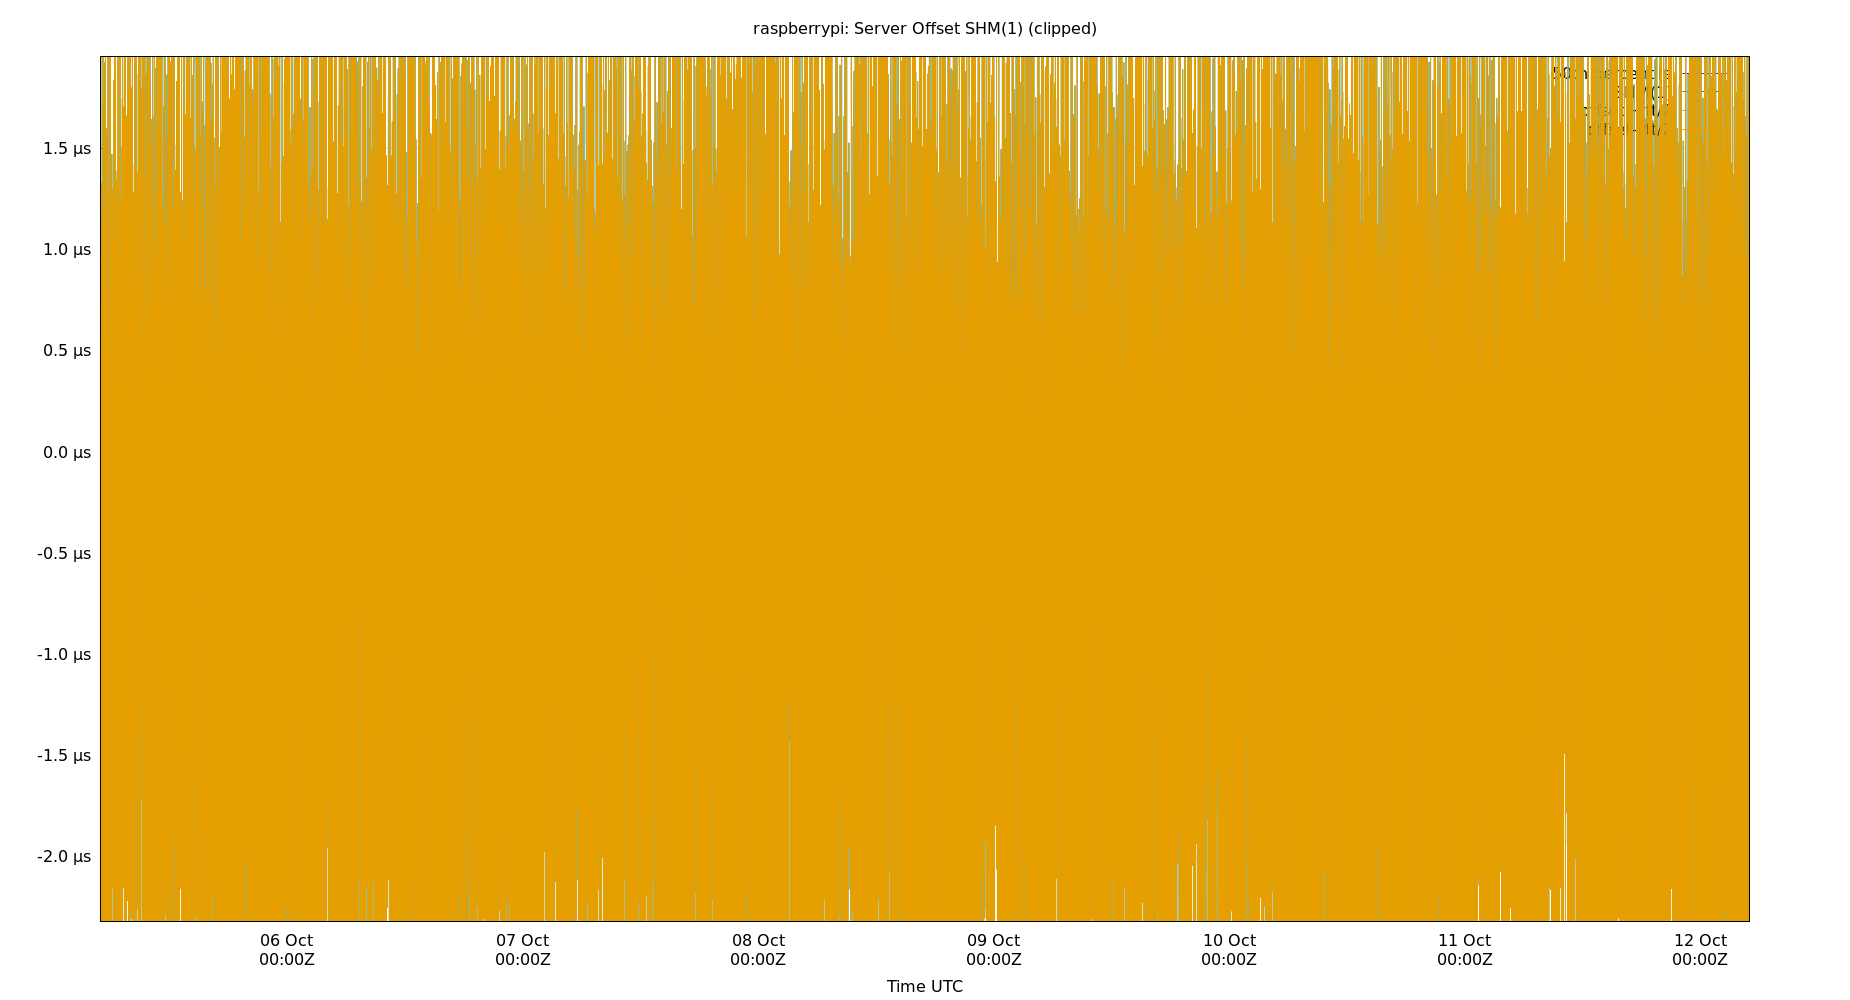 raspberrypi: Server Offset SHM(1) (clipped)
1.5 µs
1.0 µs
0.5 µs
0.0 µs
-0.5 µs
-1.0 µs
-1.5 µs
-2.0 µs
06 Oct 07 Oct 08 Oct 09 Oct 10 Oct 11 Oct 12 Oct
00:00Z 00:00Z 00:00Z 00:00Z 00:00Z 00:00Z 00:00Z
Time UTC